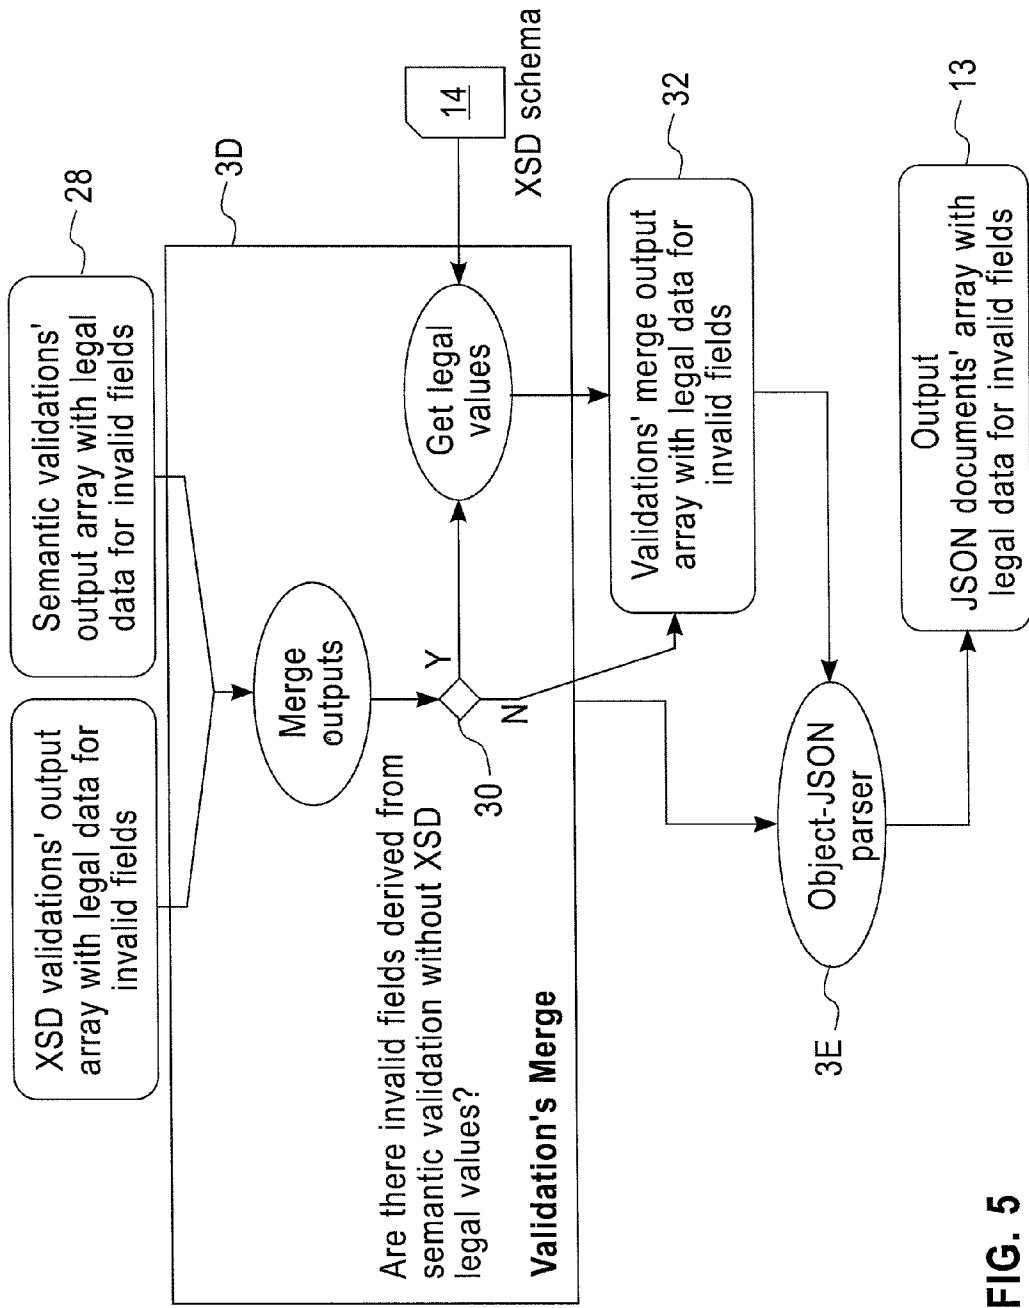 XSD validations' output
array with legal data for
invalid fields
Semantic validations'
output array with legal
data for invalid fields
28
3D
Merge
outputs
Are there invalid fields derived from
semantic validation without XSD
legal values?
30
Y
N
Get legal
values
14
XSD schema
Validation's Merge
Validations' merge output
array with legal data for
invalid fields
32
3E
Object-JSON
parser
Output
JSON documents' array with
legal data for invalid fields
13
FIG. 5